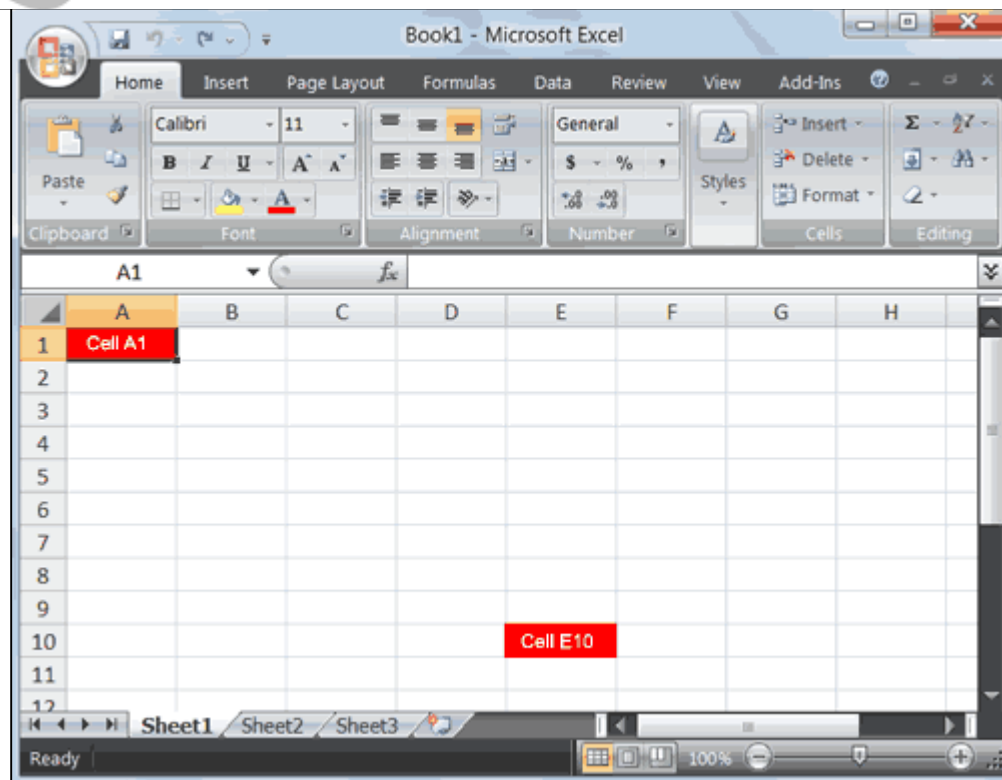 Book1 - Microsoft Excel
Home Insert Page Layout Formulas Data Review View Add-Ins
Calibri 11 General Insert
B I U A A $ % , Delete
Paste A Styles Format
Clipboard Font Alignment Number Cells Editing
A1 fx
A B C D E F G H
1 Cell A1
2
3
4
5
6
7
8
9
10 Cell E10
11
12
Sheet1 Sheet2 Sheet3
Ready 100%